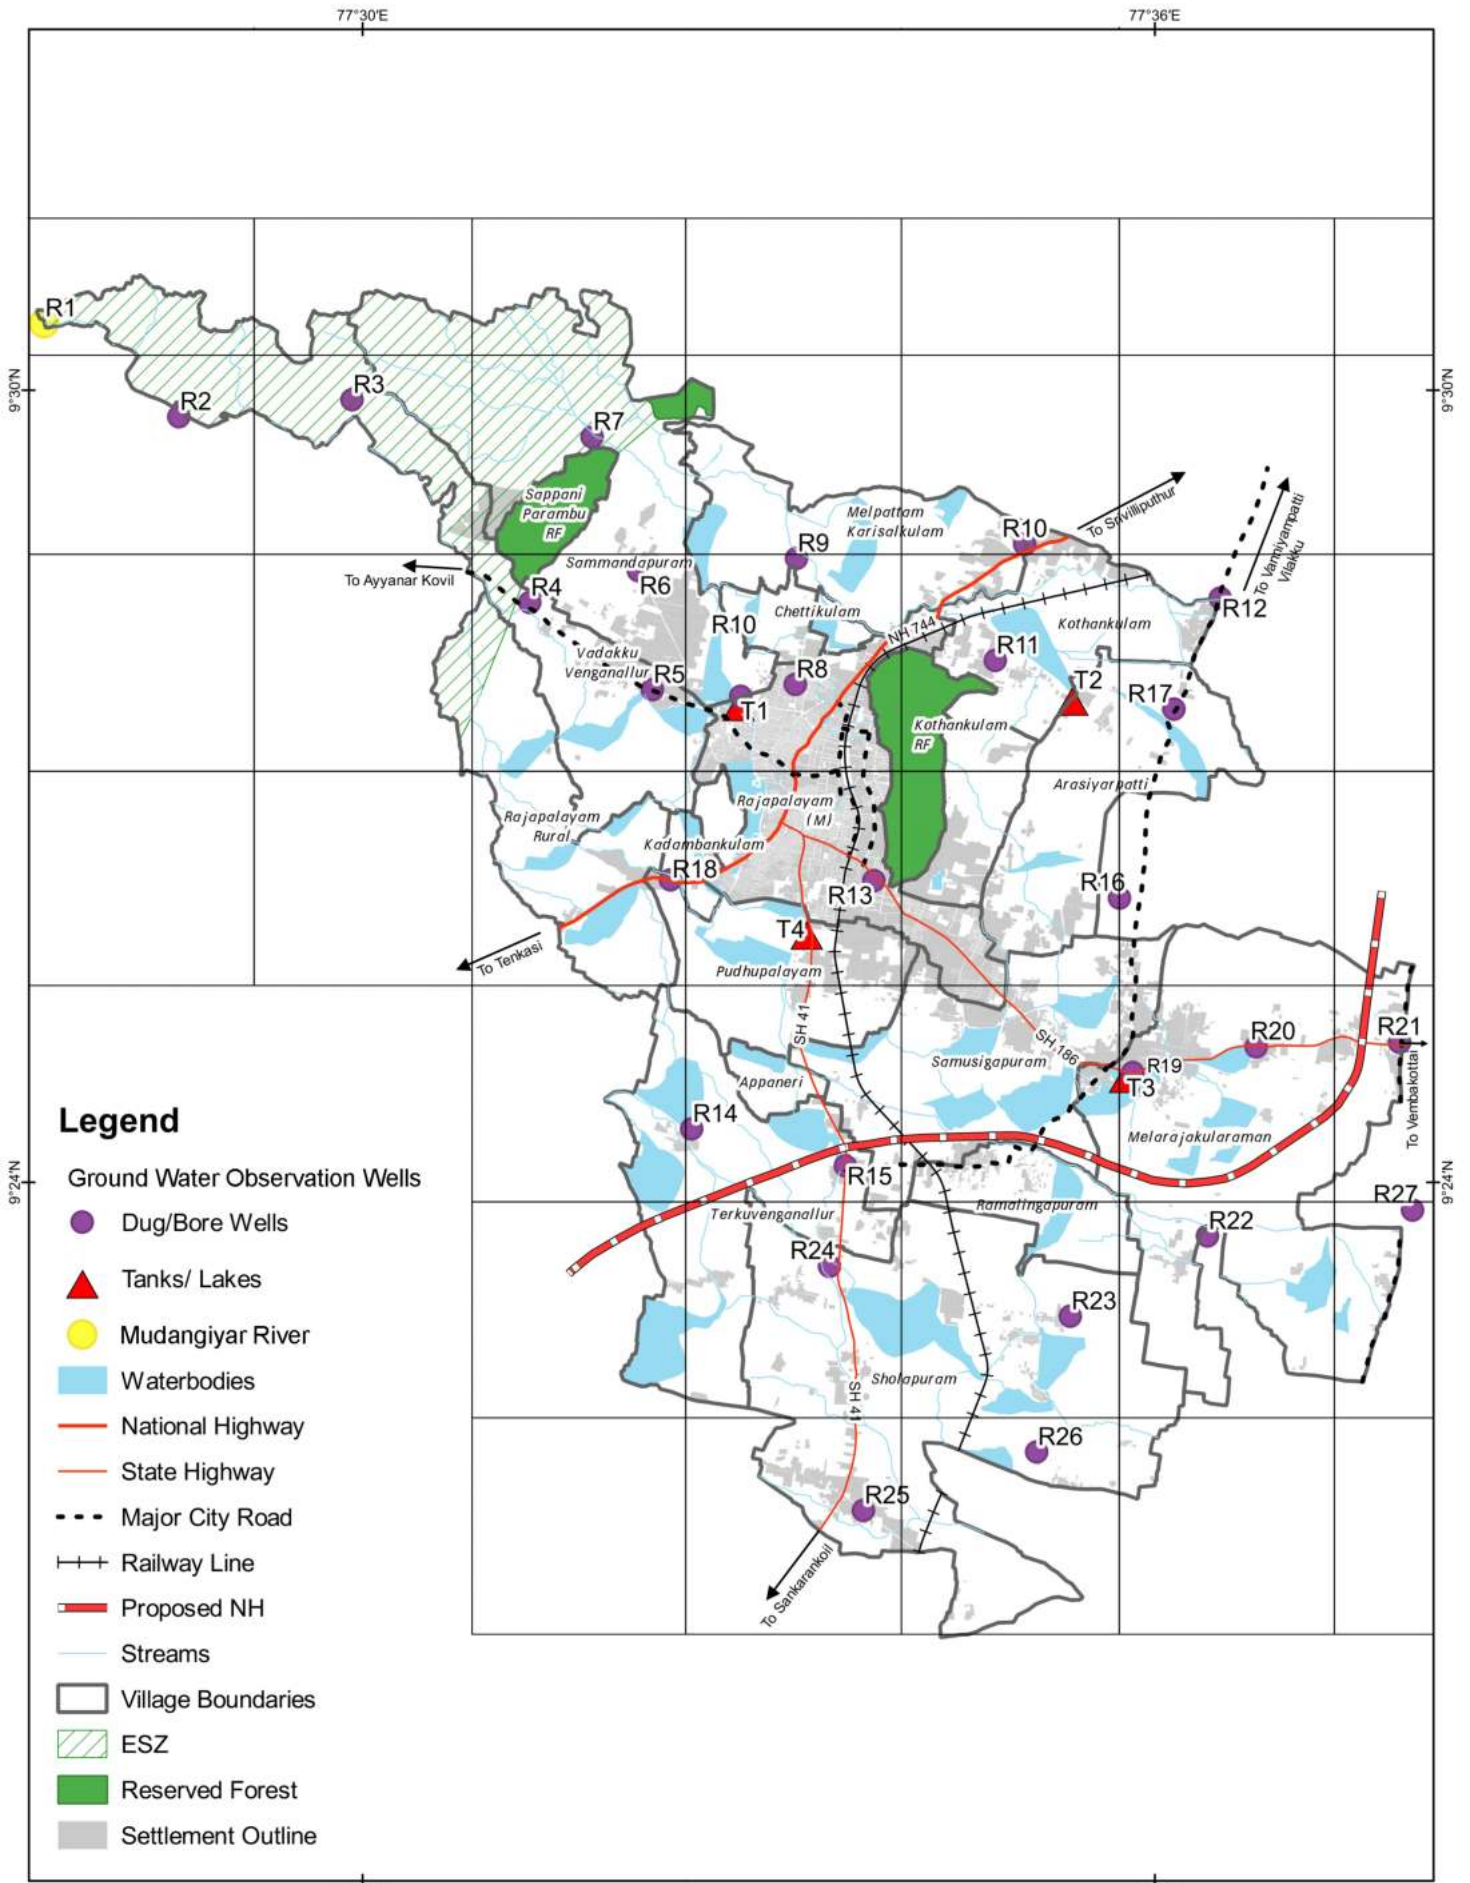 77°30'E
77°36'E
R1
R3
R2
9°30'N
9°30'N
R7
Sappani
Parambu
RF
Melpattam
Karisalkulam
To Srivilliputhur
To Vanniyampatti
Vilakku
R10
R9
Sammandapuram
To Ayyanar Kovil
R6
R4
R12
Chettikulam
R10
Kothankulam
NH 744
R11
Vadakku
Venganallur
R5
R8
T2
R17
T1
Kothankulam
RF
Arasiyarpatti
Rajapalayam
(M)
Rajapalayam
Rural
Kadambankulam
R18
R13
R16
T4
To Tenkasi
Pudhupalayam
SH 41
SH 186
R20
R21
Samusigapuram
R19
T3
Appaneri
To Vembakottai
R14
Melarajakularaman
9°24'N
9°24'N
R15
R27
Terkuvenganallur
Ramalingapuram
R22
R24
R23
Sholapuram
SH 41
R26
R25
To Sankarankoil
Legend
Ground Water Observation Wells
Dug/Bore Wells
Tanks/ Lakes
Mudangiyar River
Waterbodies
National Highway
State Highway
Major City Road
Railway Line
Proposed NH
Streams
Village Boundaries
ESZ
Reserved Forest
Settlement Outline